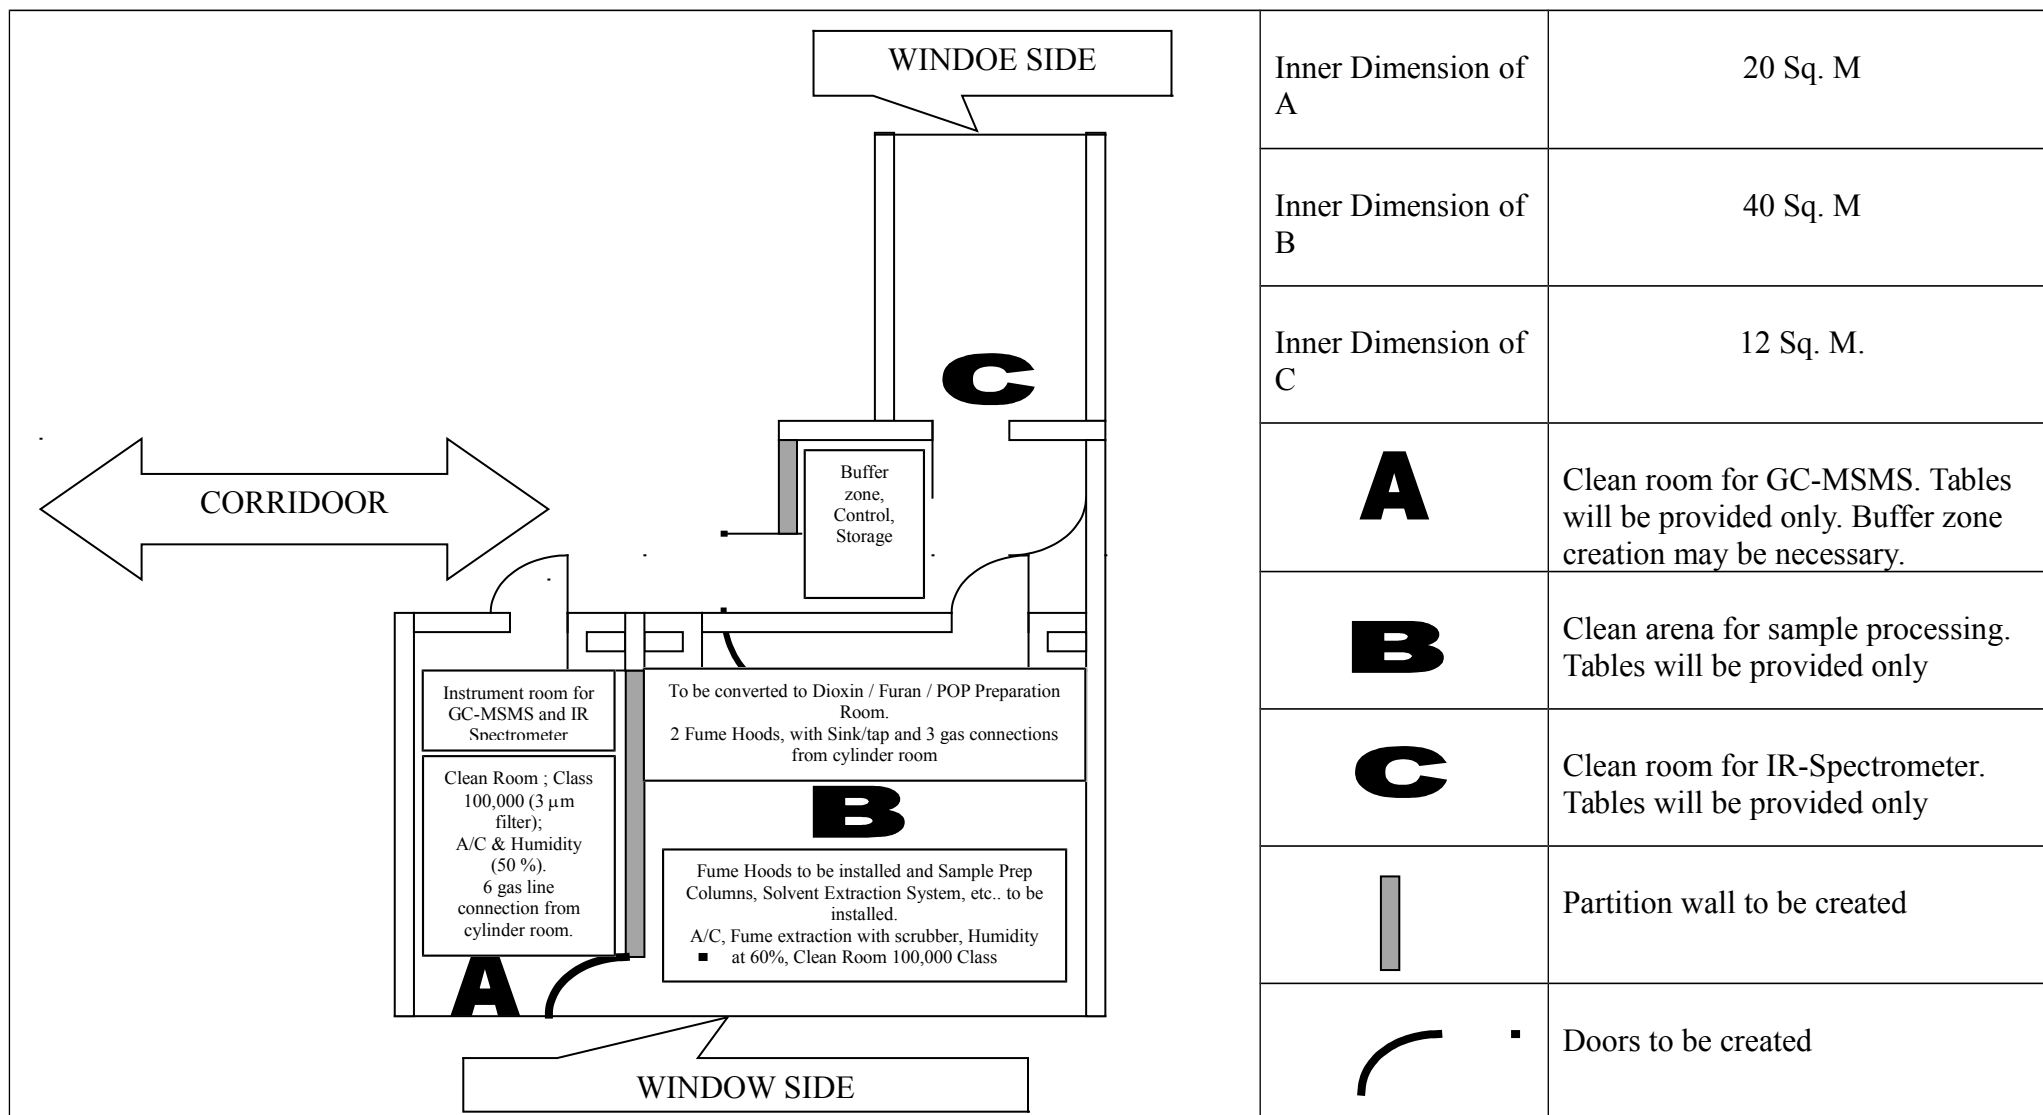 WINDOE SIDE
C
CORRIDOOR
Buffer
zone,
Control,
Storage
Instrument room for
GC-MSMS and IR
Spectrometer
Clean Room ; Class
100,000 (3 μm
filter);
A/C & Humidity
(50 %).
6 gas line
connection from
cylinder room.
A
To be converted to Dioxin / Furan / POP Preparation
Room.
2 Fume Hoods, with Sink/tap and 3 gas connections
from cylinder room
B
Fume Hoods to be installed and Sample Prep
Columns, Solvent Extraction System, etc.. to be
installed.
A/C, Fume extraction with scrubber, Humidity
at 60%, Clean Room 100,000 Class
WINDOW SIDE
Inner Dimension of
A
20 Sq. M
Inner Dimension of
B
40 Sq. M
Inner Dimension of
C
12 Sq. M.
A
Clean room for GC-MSMS. Tables
will be provided only. Buffer zone
creation may be necessary.
B
Clean arena for sample processing.
Tables will be provided only
C
Clean room for IR-Spectrometer.
Tables will be provided only
Partition wall to be created
Doors to be created